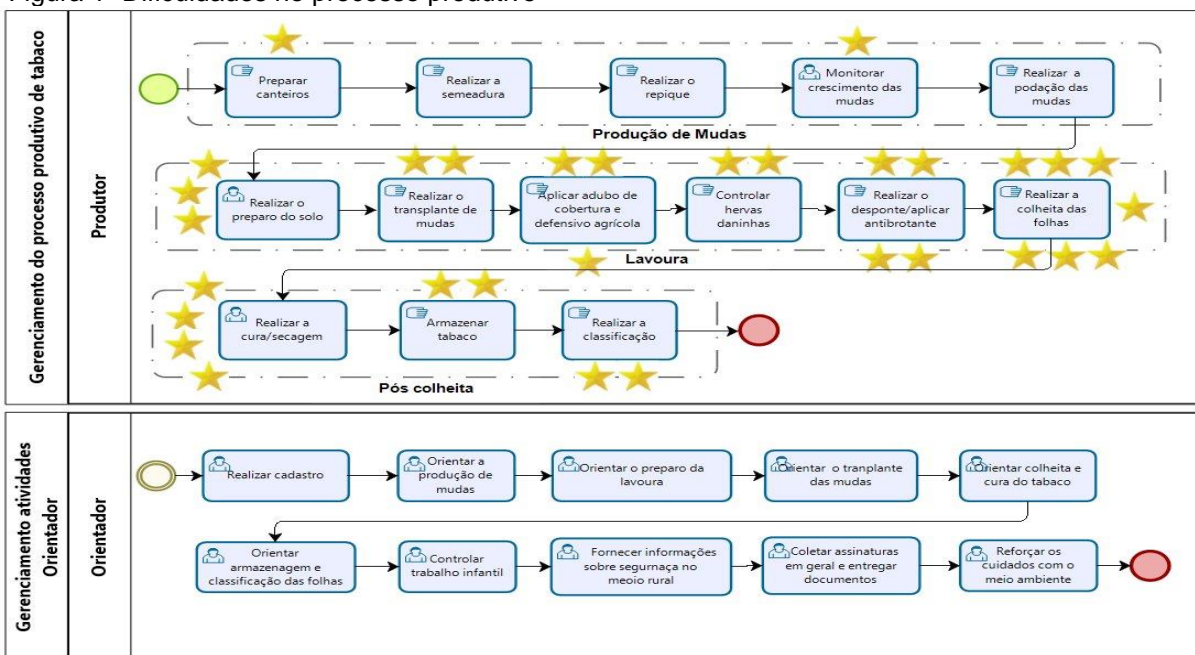 Figura 4- Dificuldades no processo produtivo
Gerenciamento do processo produtivo de tabaco
Produtor
Preparar
canteiros
Realizar a
semeadura
Realizar o
repique
Monitorar
crescimento das
mudas
Realizar a
podação das
mudas
Produção de Mudas
Realizar o
preparo do solo
Realizar o
transplante de
mudas
Aplicar adubo de
cobertura e
defensivo agrícola
Controlar
hervas
daninhas
Realizar o
desponte/aplicar
antibrotante
Realizar a
colheita das
folhas
Lavoura
Realizar a
cura/secagem
Armazenar
tabaco
Realizar a
classificação
Pós colheita
Gerenciamento atividades
Orientador
Orientador
Realizar cadastro
Orientar a
produção de
mudas
Orientar o preparo da
lavoura
Orientar o tranplante
das mudas
Orientar colheita e
cura do tabaco
Orientar
armazenagem e
classificação das folhas
Controlar
trabalho infantil
Fornecer informações
sobre segurnaça no
meoio rural
Coletar assinaturas
em geral e entregar
documentos
Reforçar os
cuidados com o
meio ambiente